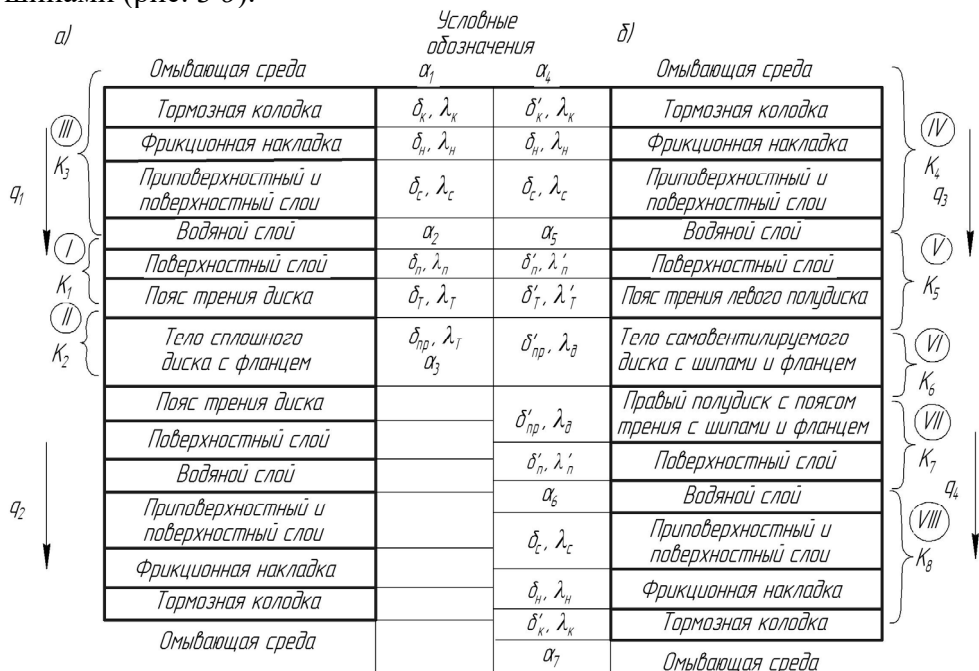 шинами (рис. 3 б).
Условные
обозначения
а)
б)
Омывающая среда α₁ α₄ Омывающая среда
Тормозная колодка δк, λк δ'к, λк Тормозная колодка
Фрикционная накладка δн, λн δн, λн Фрикционная накладка
Приповерхностный и
поверхностный слои
δс, λс δс, λс
Приповерхностный и
поверхностный слои
Водяной слой α₂ α₅ Водяной слой
Поверхностный слой δп, λп δ'п, λ'п Поверхностный слой
Пояс трения диска δТ, λТ δ'Т, λ'Т Пояс трения левого полудиска
Тело сплошного
диска с фланцем
δпр, λТ
α₃
δ'пр, λд
Тело самовентилируемого
диска с шипами и фланцем
Пояс трения диска
Поверхностный слой
Водяной слой
Приповерхностный и
поверхностный слои
Фрикционная накладка
Тормозная колодка
Омывающая среда
δ'пр, λд
Правый полудиск с поясом
трения с шипами и фланцем
δ'п, λ'п Поверхностный слой
α₆ Водяной слой
δс, λс
Приповерхностный и
поверхностный слои
δн, λн Фрикционная накладка
δ'к, λк Тормозная колодка
α₇ Омывающая среда
III
K₃
q₁
I
K₁
II
K₂
q₂
IV
K₄
q₃
V
K₅
VI
K₆
VII
K₇
q₄
VIII
K₈